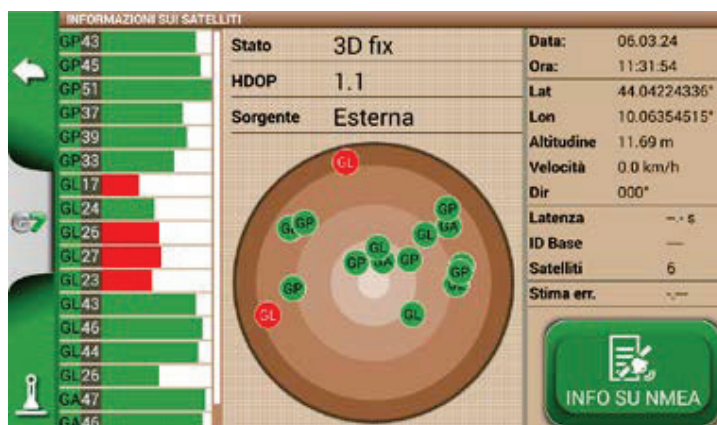 INFORMAZIONI SUI SATELLITI
GP43
GP45
GP51
GP37
GP39
GP33
GL17
GL24
GL26
GL27
GL23
GL43
GL46
GL44
GL26
GA47
GA46
Stato 3D fix
HDOP 1.1
Sorgente Esterna
GL
GP
GP
GL
GA
GL
GP
GA
GP
GP
GP
GL
GL
Data: 06.03.24
Ora: 11:31:54
Lat 44.04224336°
Lon 10.06354515°
Altitudine 11.69 m
Velocità 0.0 km/h
Dir 000°
Latenza --.- s
ID Base ---
Satelliti 6
Stima err. -.---
INFO SU NMEA